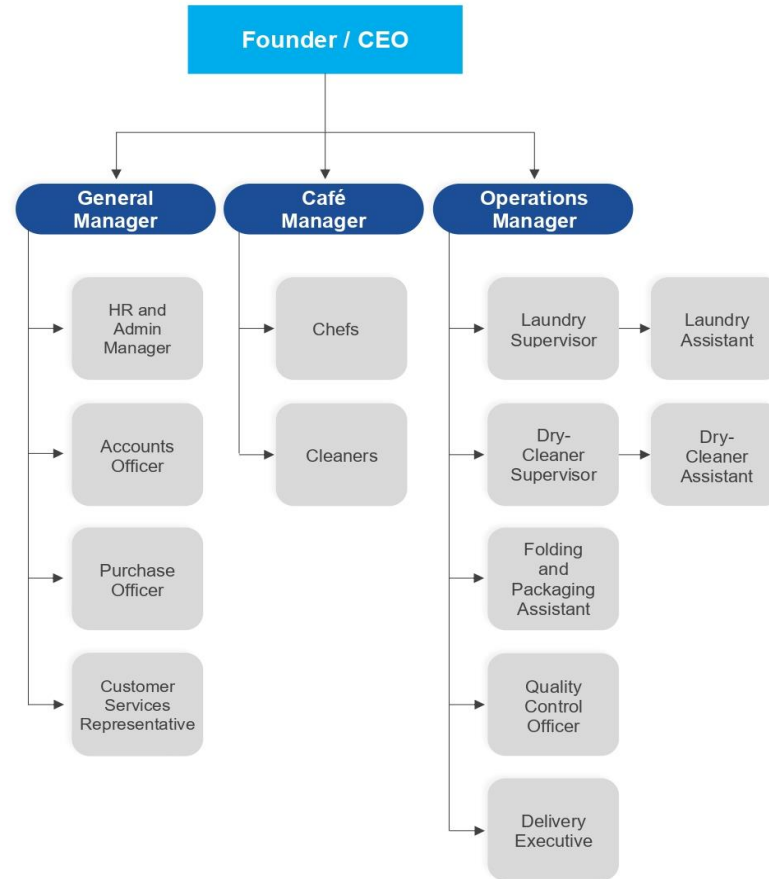 Founder / CEO
General
Manager
Café
Manager
Operations
Manager
HR and
Admin
Manager
Accounts
Officer
Purchase
Officer
Customer
Services
Representative
Chefs
Cleaners
Laundry
Supervisor
Laundry
Assistant
Dry-
Cleaner
Supervisor
Dry-
Cleaner
Assistant
Folding
and
Packaging
Assistant
Quality
Control
Officer
Delivery
Executive